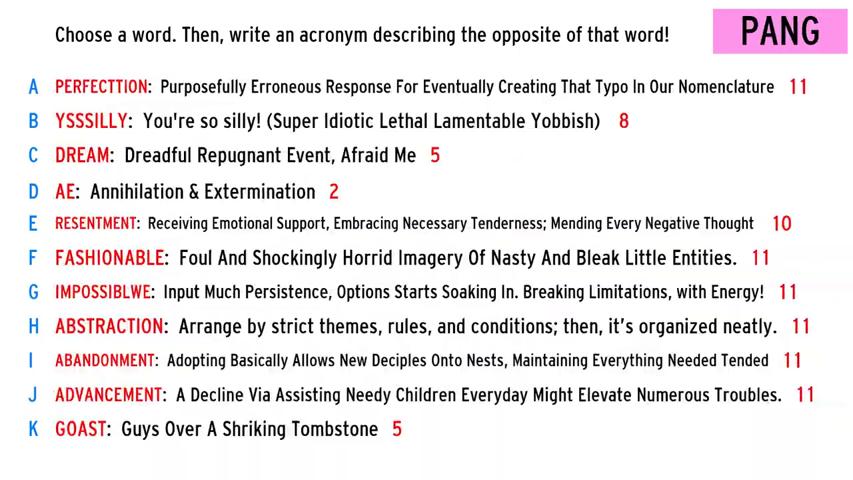 Choose a word. Then, write an acronym describing the opposite of that word!
PANG
A PERFECTTION: Purposefully Erroneous Response For Eventually Creating That Typo In Our Nomenclature 11
B YSSSILLY: You're so silly! (Super Idiotic Lethal Lamentable Yobbish) 8
C DREAM: Dreadful Repugnant Event, Afraid Me 5
D AE: Annihilation & Extermination 2
E RESENTMENT: Receiving Emotional Support, Embracing Necessary Tenderness; Mending Every Negative Thought 10
F FASHIONABLE: Foul And Shockingly Horrid Imagery Of Nasty And Bleak Little Entities. 11
G IMPOSSIBLWE: Input Much Persistence, Options Starts Soaking In. Breaking Limitations, with Energy! 11
H ABSTRACTION: Arrange by strict themes, rules, and conditions; then, it's organized neatly. 11
I ABANDONMENT: Adopting Basically Allows New Deciples Onto Nests, Maintaining Everything Needed Tended 11
J ADVANCEMENT: A Decline Via Assisting Needy Children Everyday Might Elevate Numerous Troubles. 11
K GOAST: Guys Over A Shriking Tombstone 5